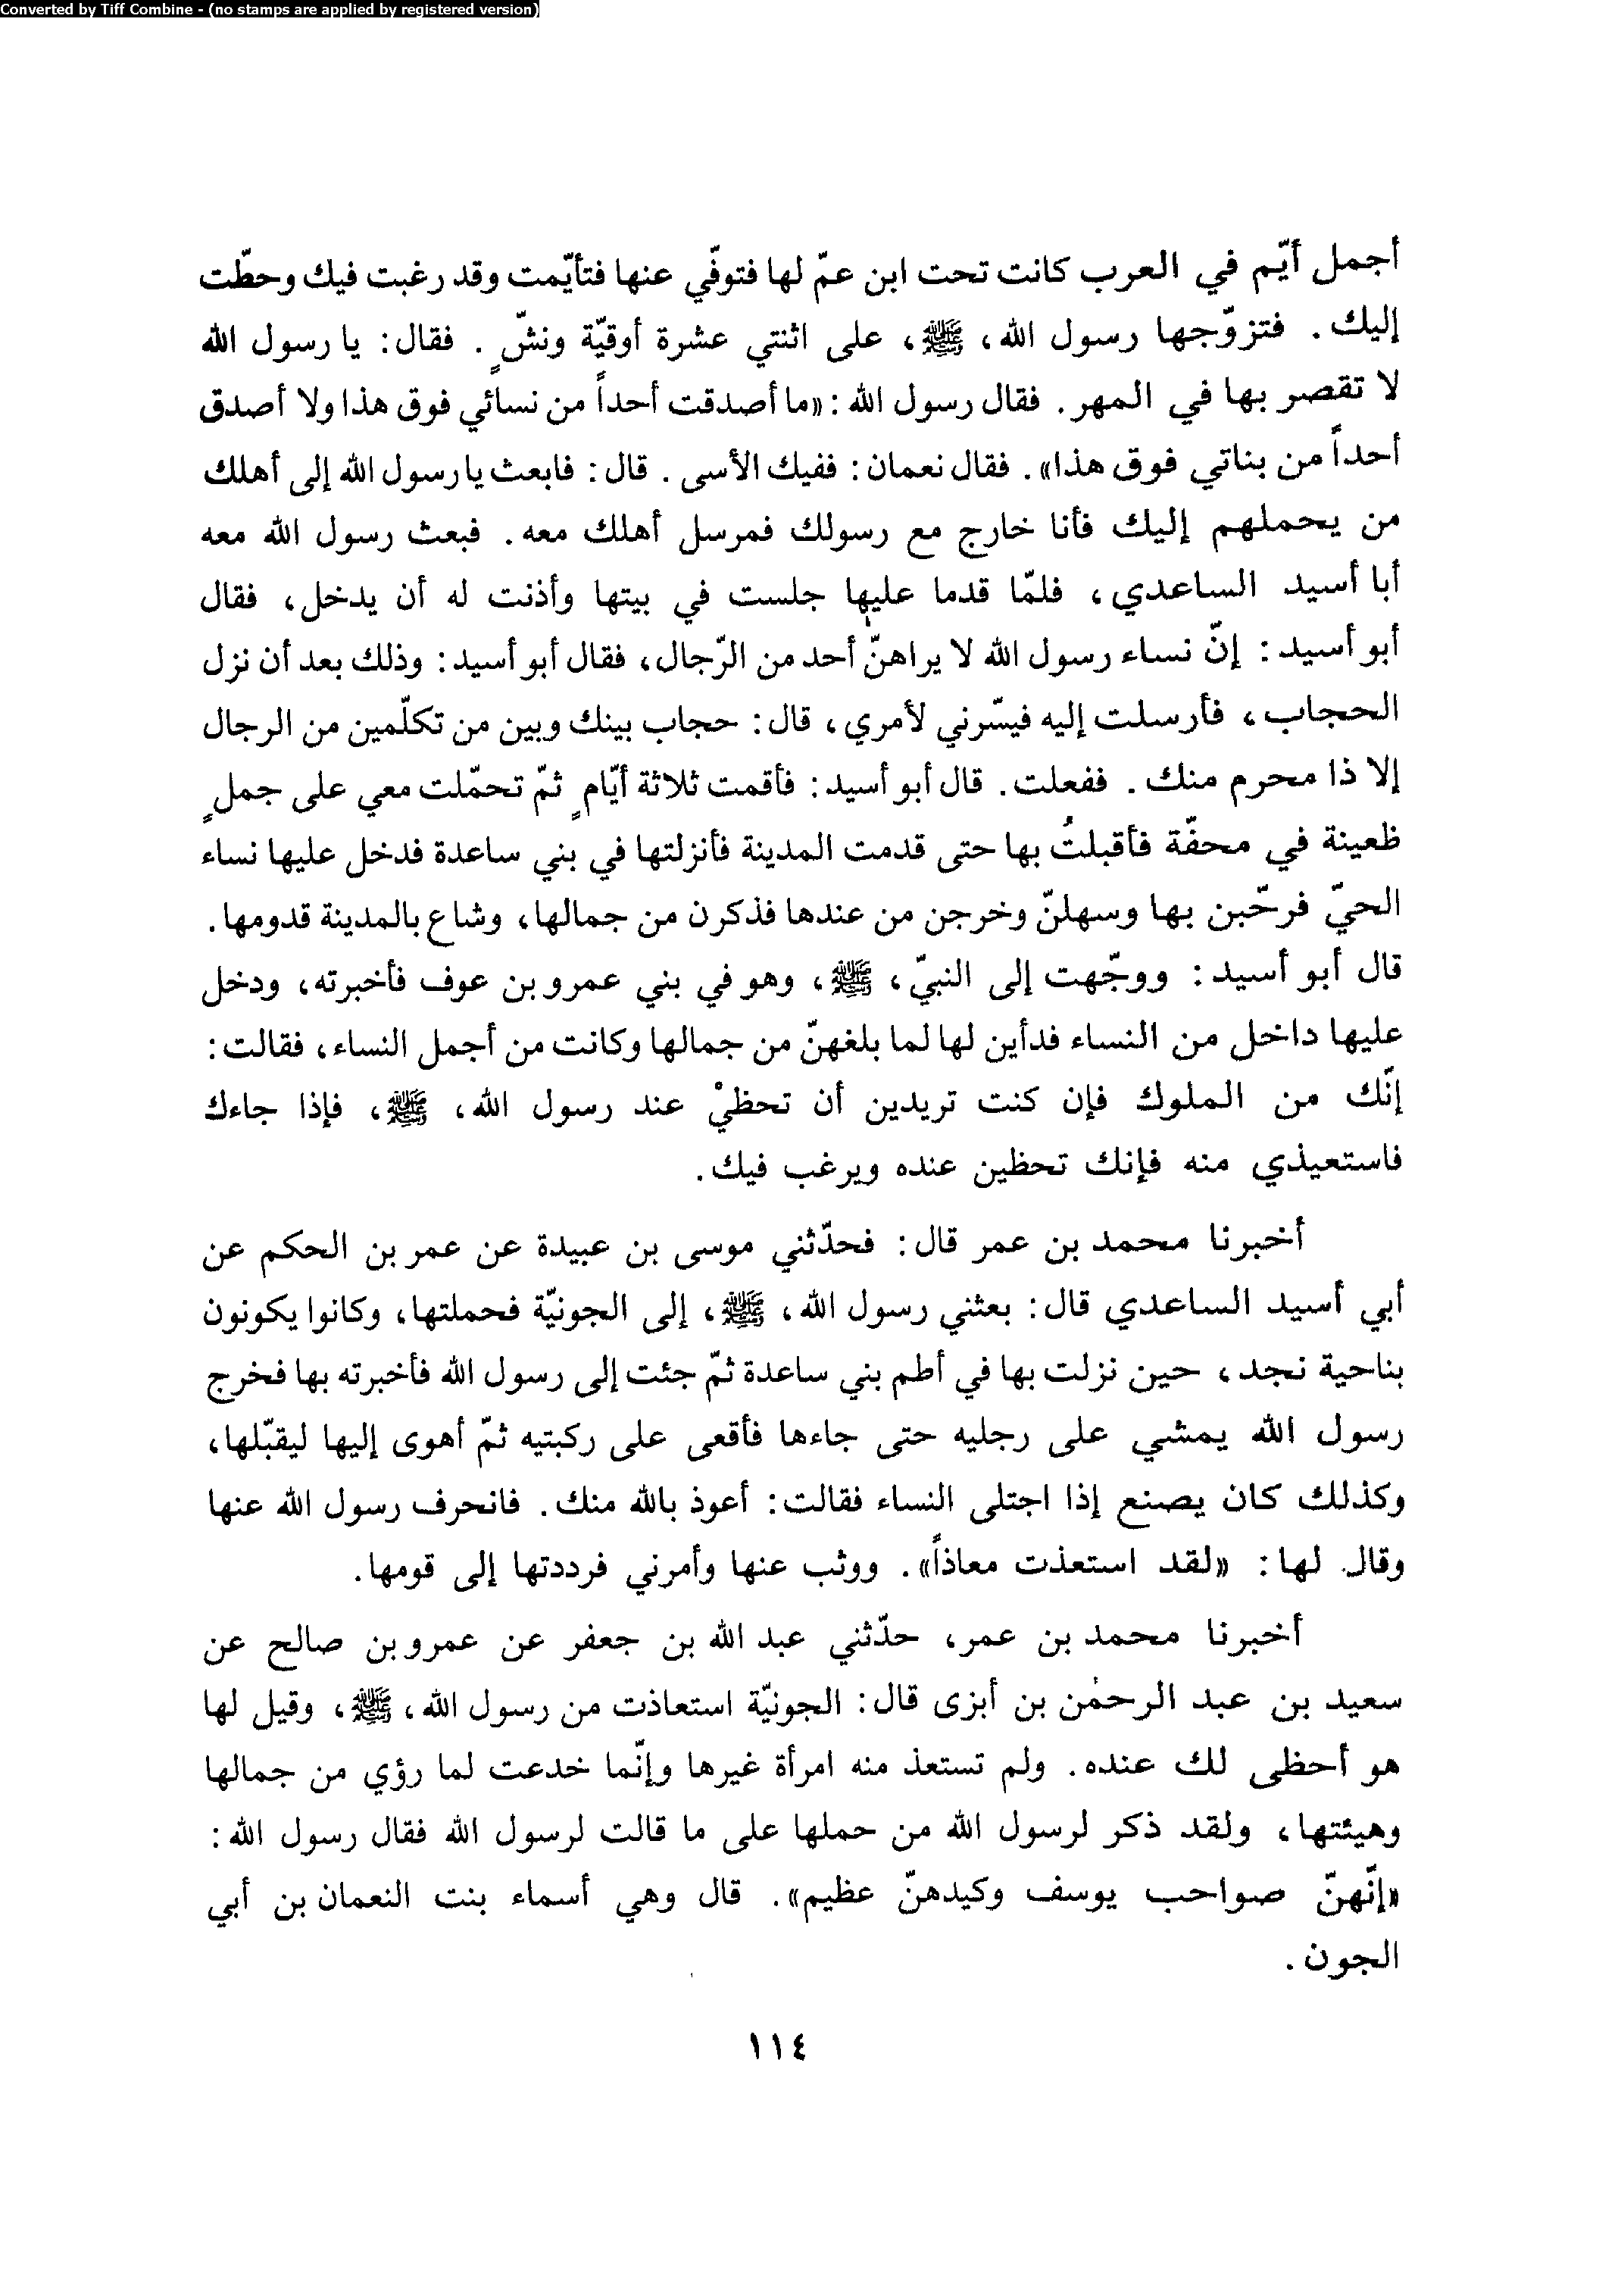 Converted by Tiff Combine - (no stamps are applied by registered version)
أجمل أيّم في العرب كانت تحت ابن عمّ لها فتوفّي عنها فتأيّمت وقد رغبت فيك وحطّت
إليك. فتزوّجها رسول الله، ﷺ، على اثنتي عشرة أوقيّة ونشّ. فقال: يا رسول الله
لا تقصر بها في المهر. فقال رسول الله: «ما أصدقت أحداً من نسائي فوق هذا ولا أصدق
أحداً من بناتي فوق هذا». فقال نعمان: ففيك الأسى. قال: فابعث يا رسول الله إلى أهلك
من يحملهم إليك فأنا خارج مع رسولك فمرسل أهلك معه. فبعث رسول الله معه
أبا أسيد الساعدي، فلمّا قدما عليها جلست في بيتها وأذنت له أن يدخل، فقال
أبو أسيد: إنّ نساء رسول الله لا يراهنّ أحد من الرّجال، فقال أبو أسيد: وذلك بعد أن نزل
الحجاب، فأرسلت إليه فيسّرني لأمري، قال: حجاب بينك وبين من تكلّمين من الرجال
إلا ذا محرم منك. ففعلت. قال أبو أسيد: فأقمت ثلاثة أيّامٍ ثمّ تحمّلت معي على جملٍ
ظعينة في محفّة فأقبلتُ بها حتى قدمت المدينة فأنزلتها في بني ساعدة فدخل عليها نساء
الحيّ فرحّبن بها وسهلنّ وخرجن من عندها فذكرن من جمالها، وشاع بالمدينة قدومها.
قال أبو أسيد: ووجّهت إلى النبيّ، ﷺ، وهو في بني عمرو بن عوف فأخبرته، ودخل
عليها داخل من النساء فدأين لها لما بلغهنّ من جمالها وكانت من أجمل النساء، فقالت:
إنّك من الملوك فإن كنت تريدين أن تحظيْ عند رسول الله، ﷺ، فإذا جاءك
فاستعيذي منه فإنك تحظين عنده ويرغب فيك.
أخبرنا محمد بن عمر قال: فحدّثني موسى بن عبيدة عن عمر بن الحكم عن
أبي أسيد الساعدي قال: بعثني رسول الله، ﷺ، إلى الجونيّة فحملتها، وكانوا يكونون
بناحية نجد، حين نزلت بها في أطم بني ساعدة ثمّ جئت إلى رسول الله فأخبرته بها فخرج
رسول الله يمشي على رجليه حتى جاءها فأقعى على ركبتيه ثمّ أهوى إليها ليقبّلها،
وكذلك كان يصنع إذا اجتلى النساء فقالت: أعوذ بالله منك. فانحرف رسول الله عنها
وقال لها: «لقد استعذت معاذاً». ووثب عنها وأمرني فرددتها إلى قومها.
أخبرنا محمد بن عمر، حدّثني عبد الله بن جعفر عن عمرو بن صالح عن
سعيد بن عبد الرحمٰن بن أبزى قال: الجونيّة استعاذت من رسول الله، ﷺ، وقيل لها
هو أحظى لك عنده. ولم تستعذ منه امرأة غيرها وإنّما خدعت لما رؤي من جمالها
وهيئتها، ولقد ذكر لرسول الله من حملها على ما قالت لرسول الله فقال رسول الله:
«إنّهنّ صواحب يوسف وكيدهنّ عظيم». قال وهي أسماء بنت النعمان بن أبي
الجون.
١١٤